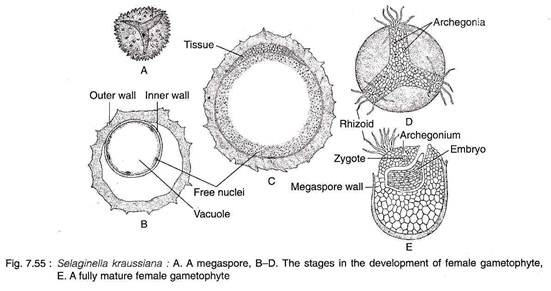 Archegonia
Tissue
A
Outer wall
Inner wall
Rhizoid
D
Archegonium
Zygote
Embryo
Megaspore wall
Free nuclei
C
Vacuole
B
E
Fig. 7.55 : Selaginella kraussiana : A. A megaspore, B–D. The stages in the development of female gametophyte,
E. A fully mature female gametophyte